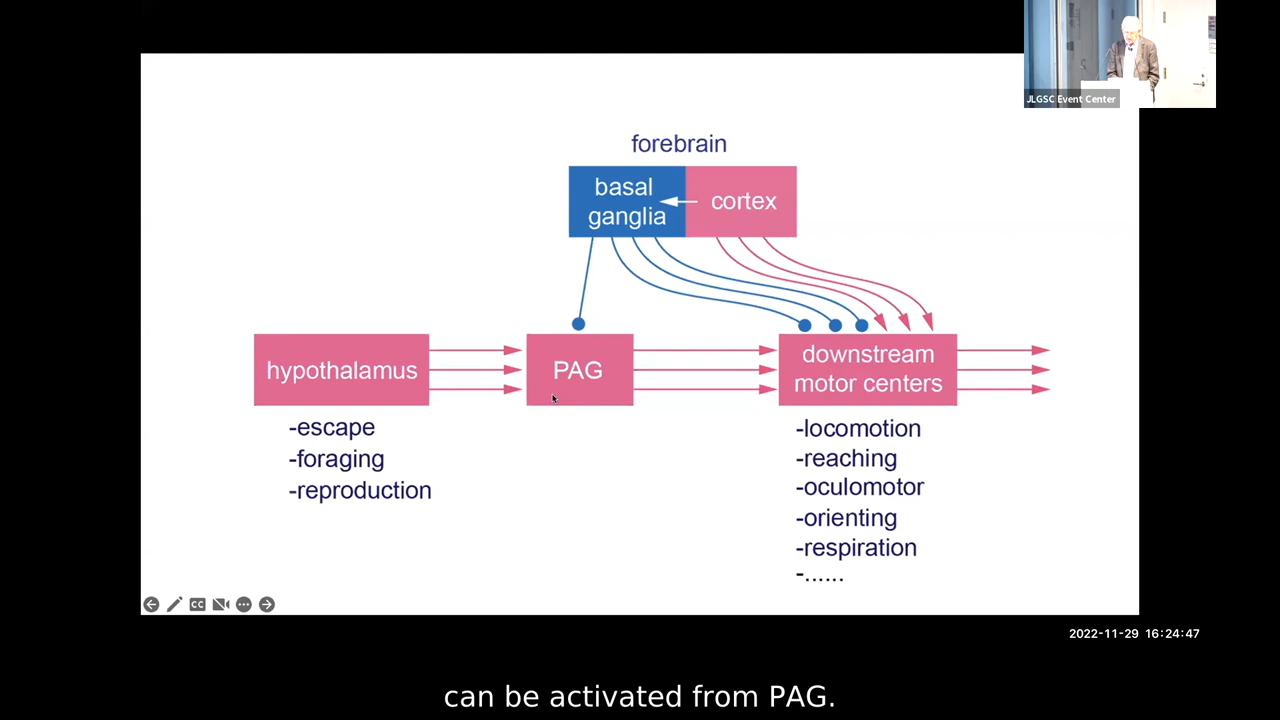 JLGSC Event Center
forebrain
basal
ganglia
cortex
hypothalamus
PAG
downstream
motor centers
-escape
-foraging
-reproduction
-locomotion
-reaching
-oculomotor
-orienting
-respiration
-......
CC
2022-11-29 16:24:47
can be activated from PAG.